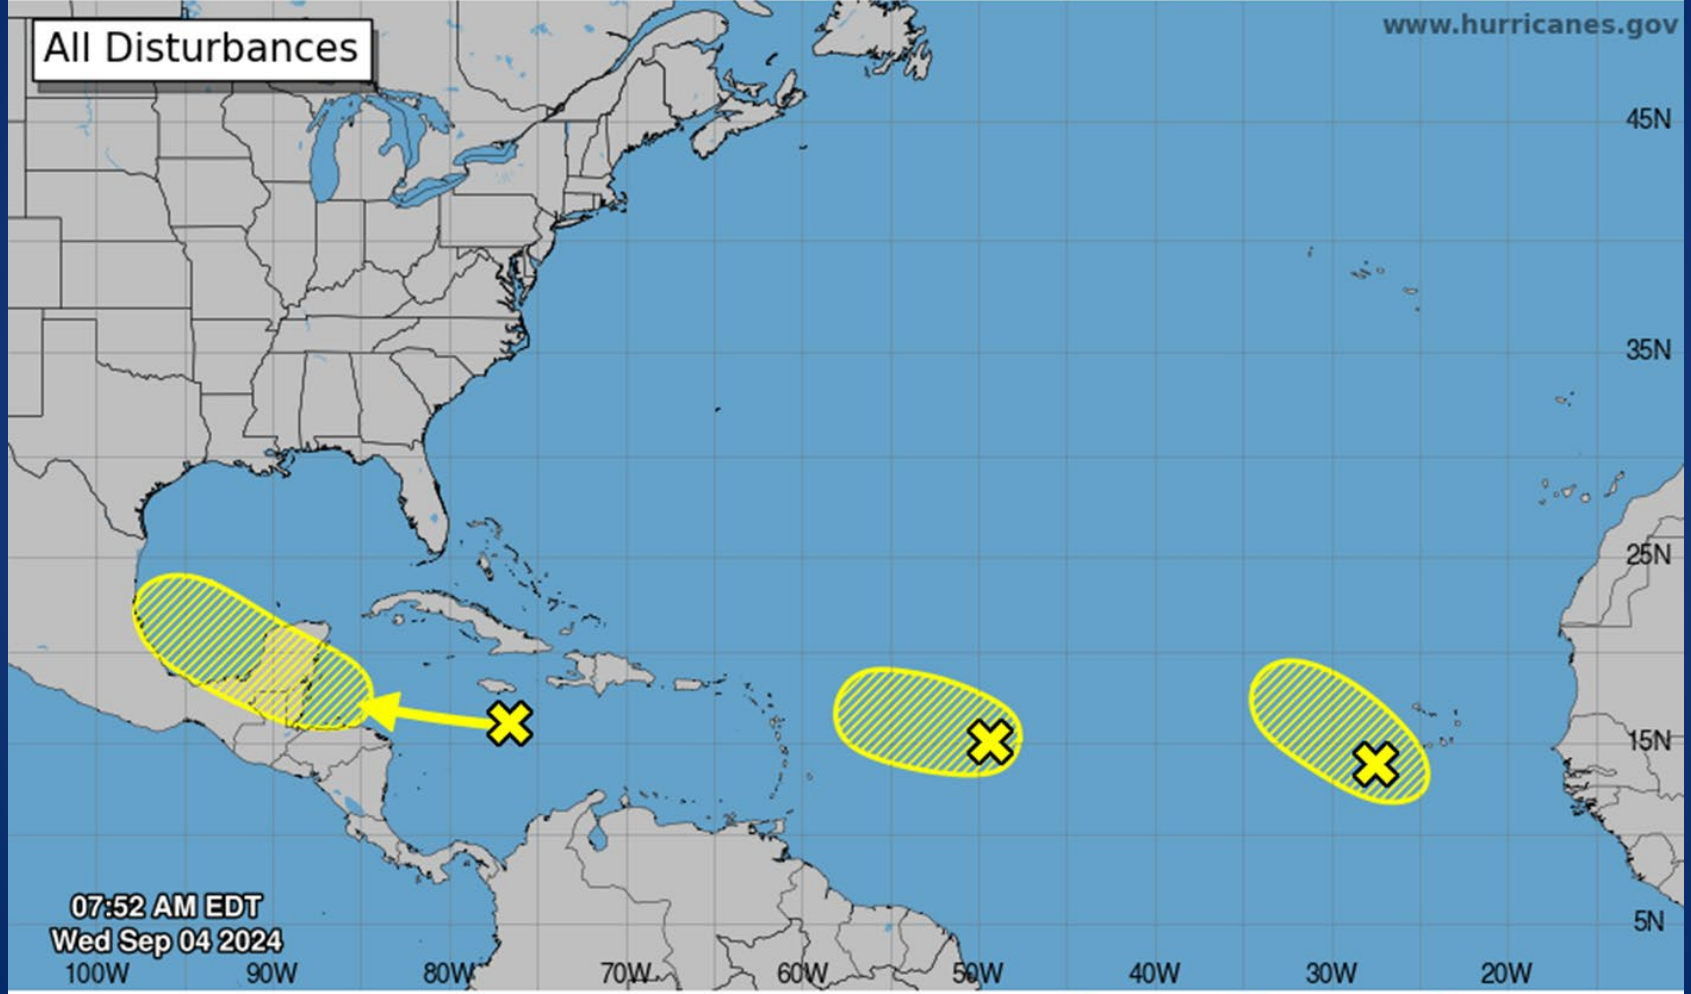 All Disturbances
www.hurricanes.gov
45N
35N
25N
15N
5N
07:52 AM EDT
Wed Sep 04 2024
100W 90W 80W 70W 60W 50W 40W 30W 20W